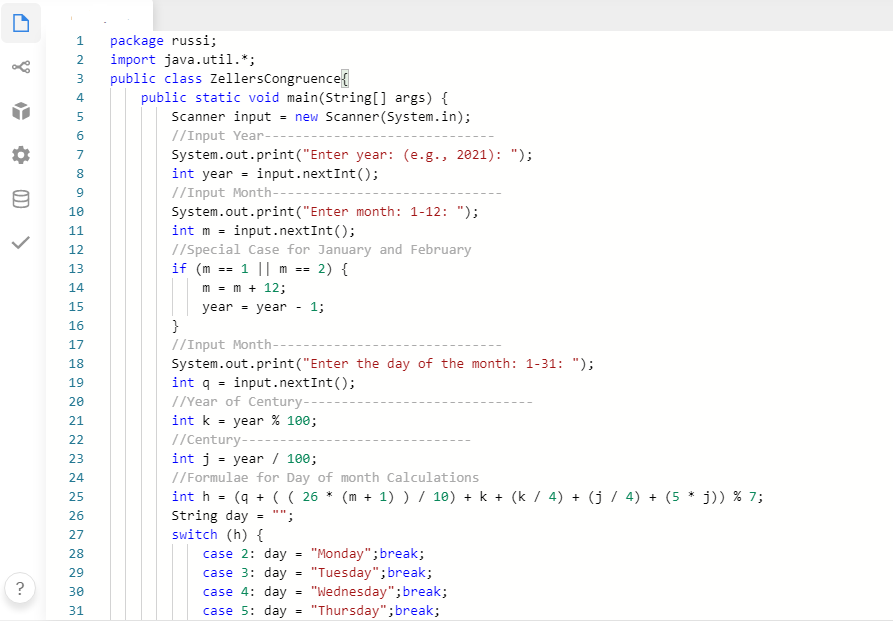 1 package russi;
2 import java.util.*;
3 public class ZellersCongruence{
4 public static void main(String[] args) {
5 Scanner input = new Scanner(System.in);
6 //Input Year------------------------------
7 System.out.print("Enter year: (e.g., 2021): ");
8 int year = input.nextInt();
9 //Input Month------------------------------
10 System.out.print("Enter month: 1-12: ");
11 int m = input.nextInt();
12 //Special Case for January and February
13 if (m == 1 || m == 2) {
14 m = m + 12;
15 year = year - 1;
16 }
17 //Input Month------------------------------
18 System.out.print("Enter the day of the month: 1-31: ");
19 int q = input.nextInt();
20 //Year of Century------------------------------
21 int k = year % 100;
22 //Century------------------------------
23 int j = year / 100;
24 //Formulae for Day of month Calculations
25 int h = (q + ( ( 26 * (m + 1) ) / 10) + k + (k / 4) + (j / 4) + (5 * j)) % 7;
26 String day = "";
27 switch (h) {
28 case 2: day = "Monday";break;
29 case 3: day = "Tuesday";break;
30 case 4: day = "Wednesday";break;
31 case 5: day = "Thursday";break;
?